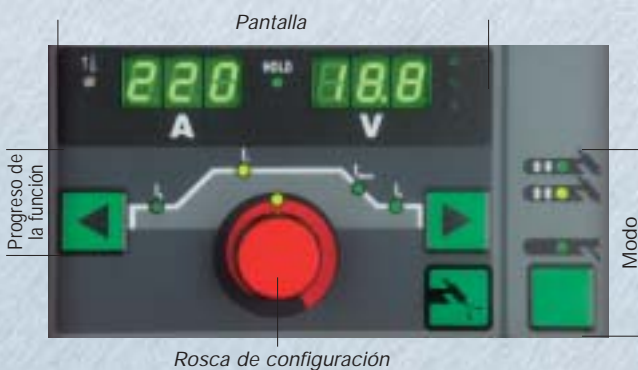 Pantalla
HOLD
220 18.8
A V
Progreso de
la función
Modo
Rosca de configuración